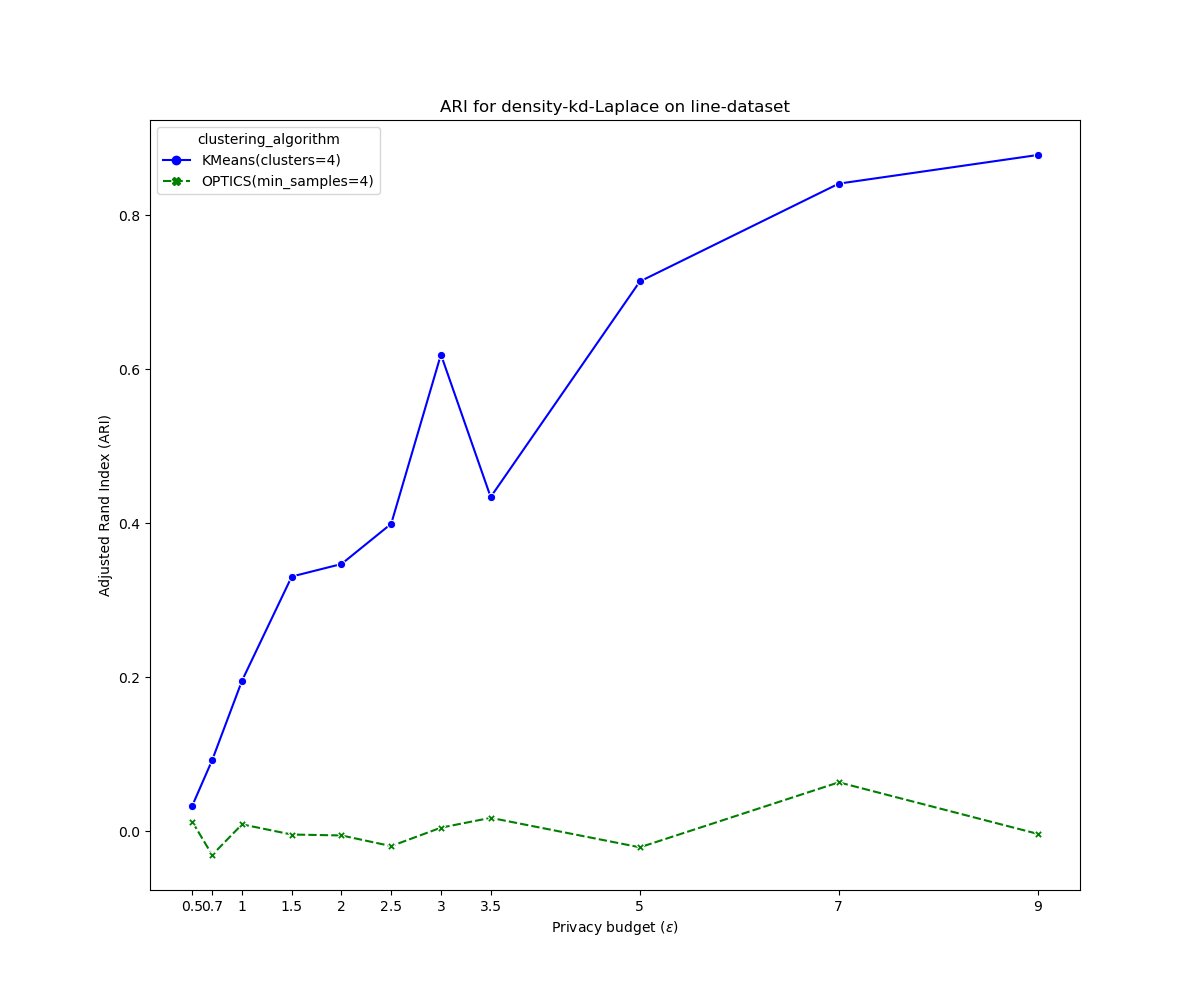 ARI for density-kd-Laplace on line-dataset
clustering_algorithm
KMeans(clusters=4)
OPTICS(min_samples=4)
Adjusted Rand Index (ARI)
0.8
0.6
0.4
0.2
0.0
0.5 0.7 1 1.5 2 2.5 3 3.5 5 7 9
Privacy budget (ε)